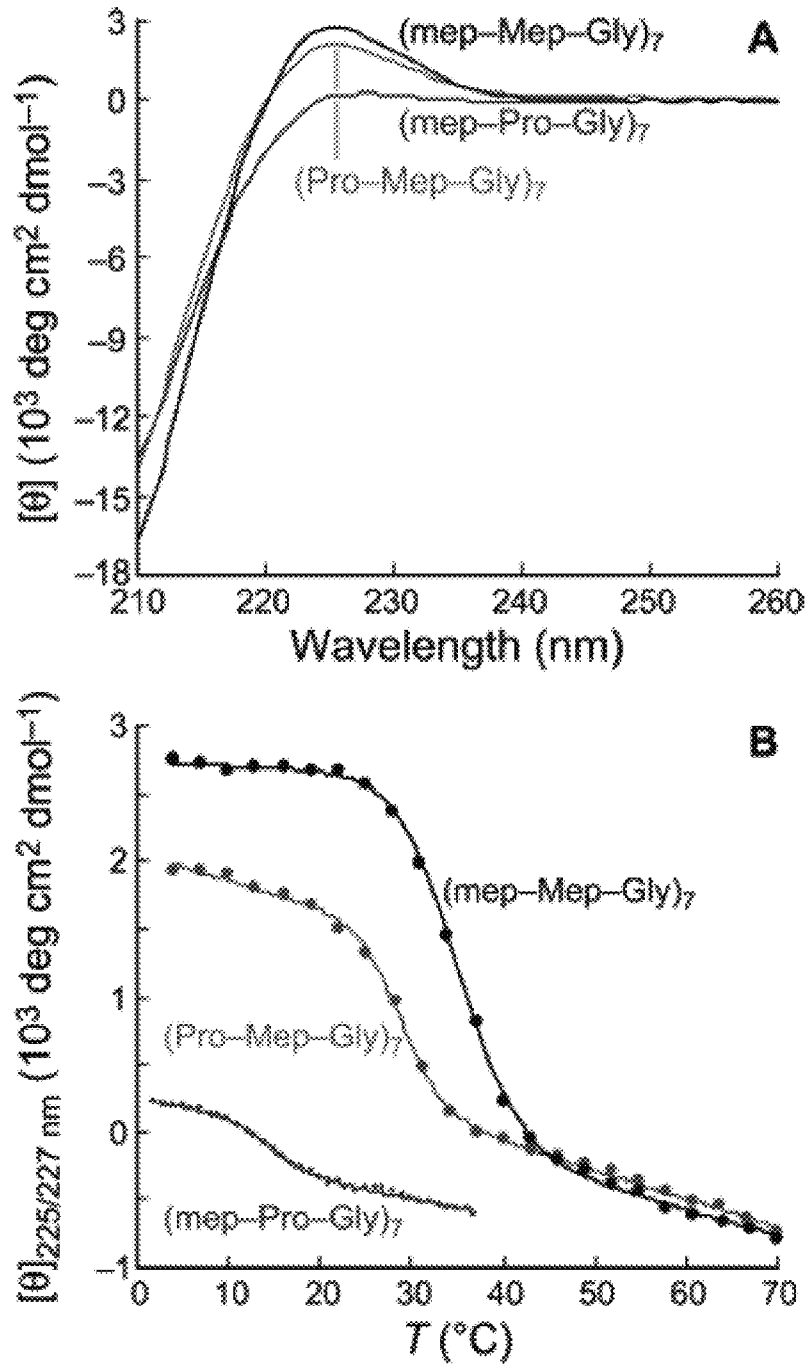 A
3
0
−3
−6
−9
−12
−15
−18
[θ] (10³ deg cm² dmol⁻¹)
(mep–Mep–Gly)₇
(mep–Pro–Gly)₇
(Pro–Mep–Gly)₇
210 220 230 240 250 260
Wavelength (nm)
B
3
2
1
0
−1
[θ]225/227 nm (10³ deg cm² dmol⁻¹)
(mep–Mep–Gly)₇
(Pro–Mep–Gly)₇
(mep–Pro–Gly)₇
0 10 20 30 40 50 60 70
T (°C)